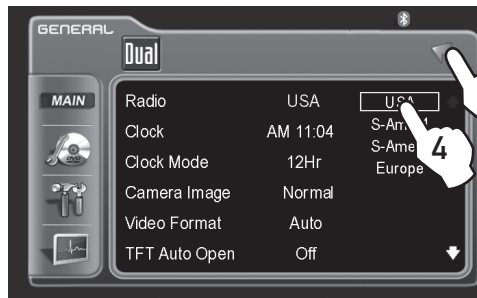 GENERAL
Dual
MAIN
Radio USA USA
Clock AM 11:04
Clock Mode 12Hr Europe
Camera Image Normal
Video Format Auto
TFT Auto Open Off
4
DVD